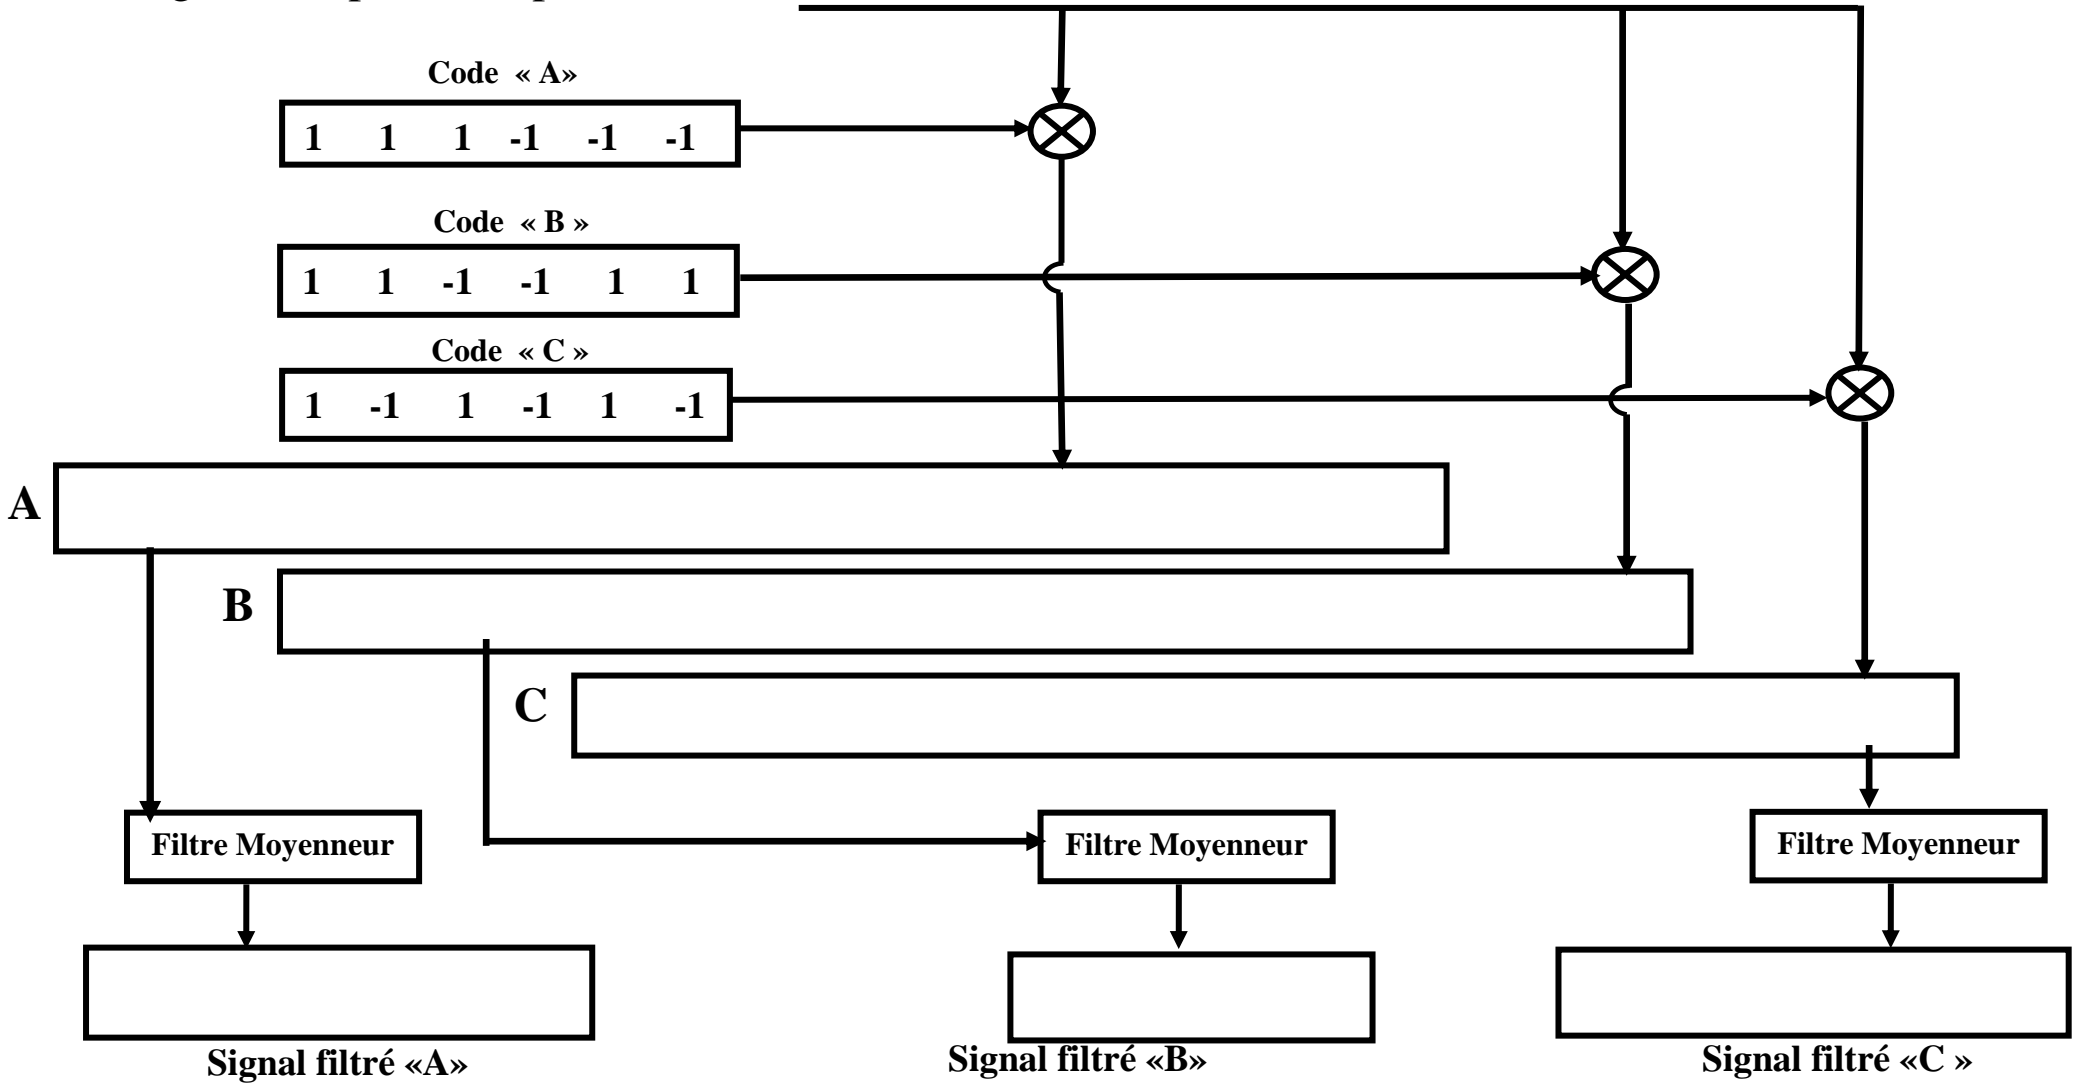 Code « A»
1 1 1 -1 -1 -1
Code « B »
1 1 -1 -1 1 1
Code « C »
1 -1 1 -1 1 -1
A
B
C
Filtre Moyenneur
Filtre Moyenneur
Filtre Moyenneur
Signal filtré «A»
Signal filtré «B»
Signal filtré «C »